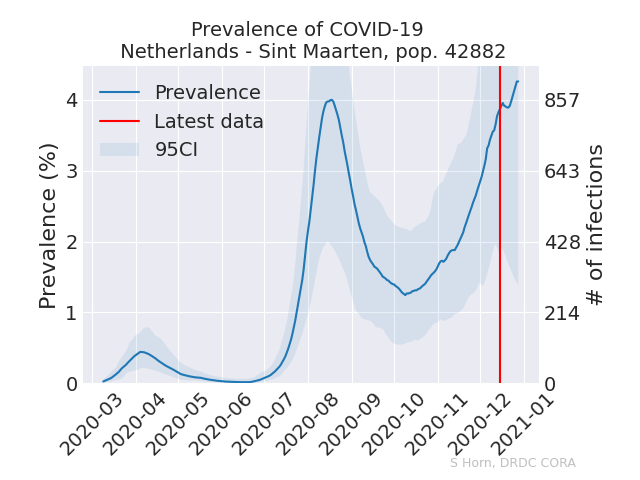 Prevalence of COVID-19
Netherlands - Sint Maarten, pop. 42882
Prevalence
Latest data
95CI
Prevalence (%)
4
3
2
1
0
857
643
428
214
0
# of infections
2020-03
2020-04
2020-05
2020-06
2020-07
2020-08
2020-09
2020-10
2020-11
2020-12
2021-01
S Horn, DRDC CORA